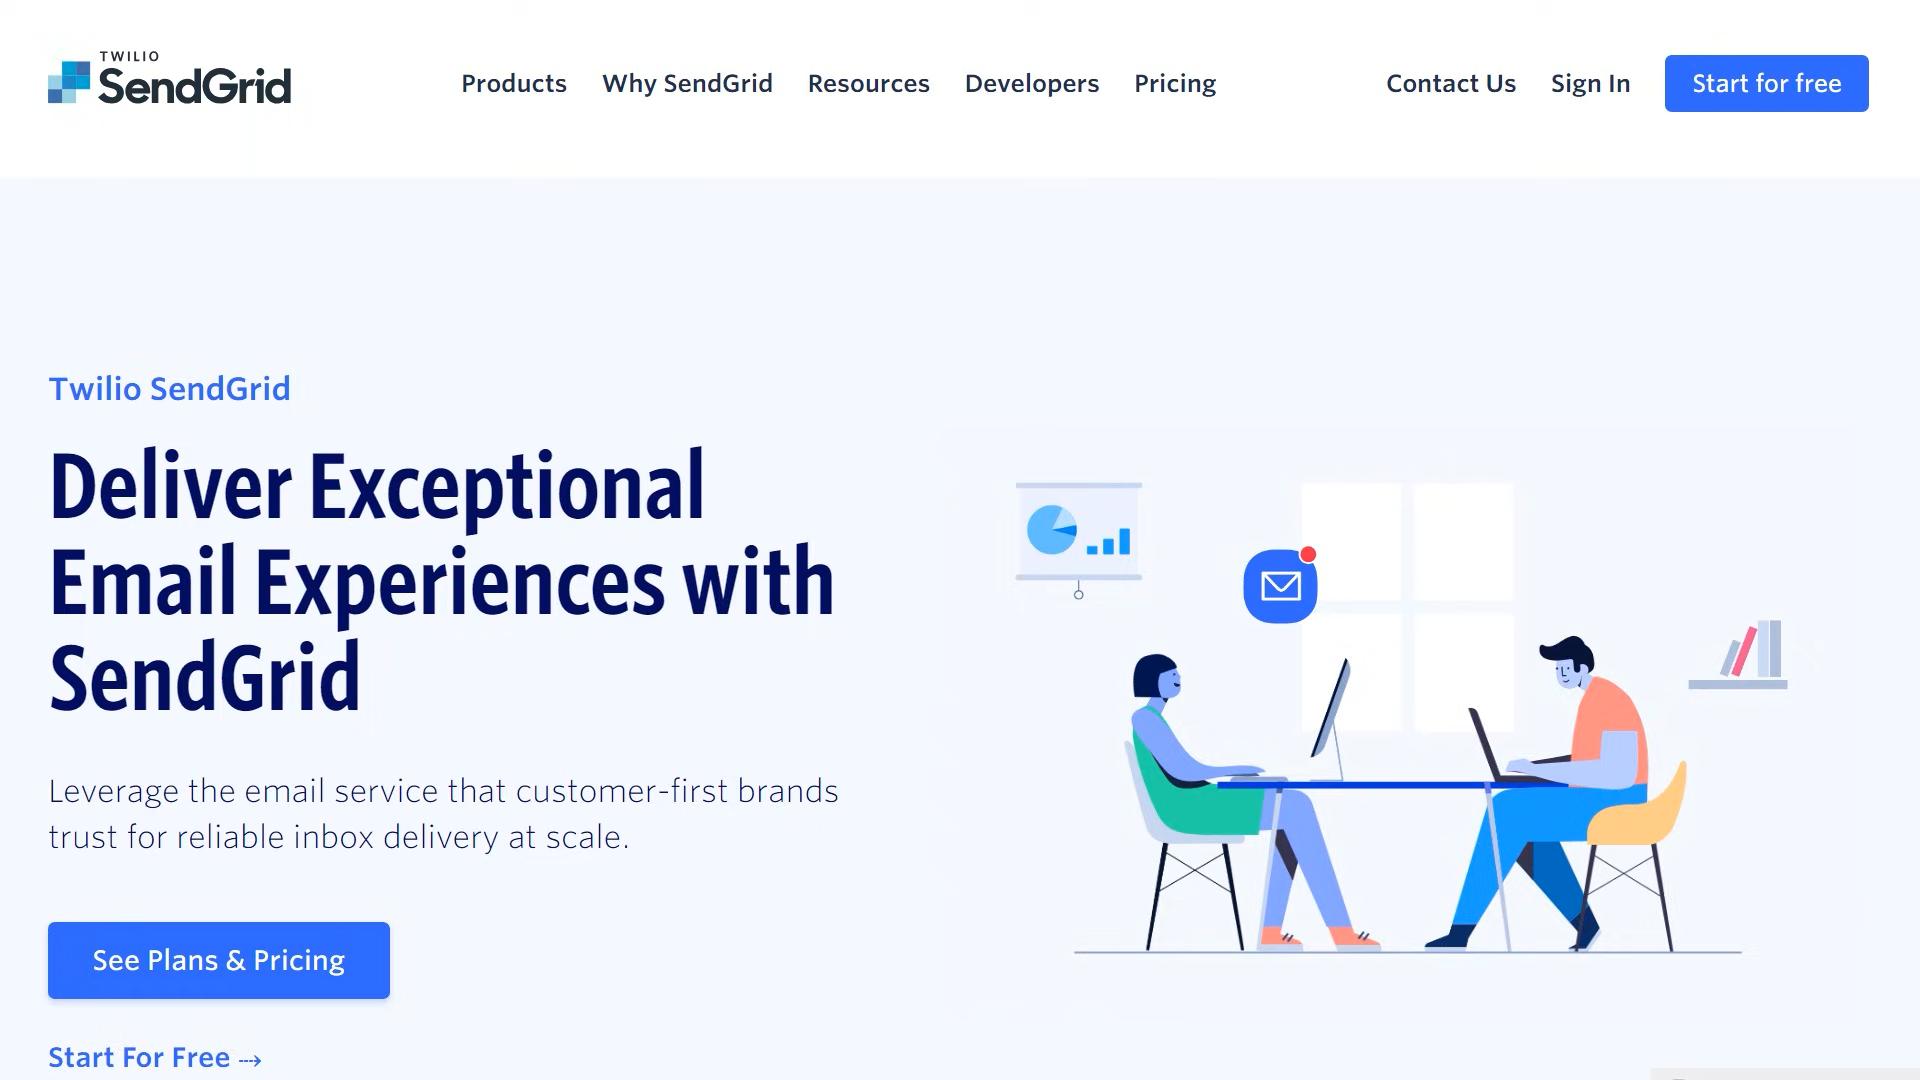 TWILIO
SendGrid
Products Why SendGrid Resources Developers Pricing Contact Us Sign In Start for free
Twilio SendGrid
Deliver Exceptional
Email Experiences with
SendGrid
Leverage the email service that customer-first brands
trust for reliable inbox delivery at scale.
See Plans & Pricing
Start For Free ⤏